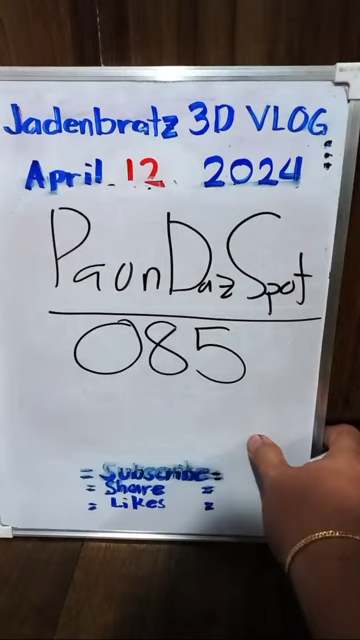 Jadenbratz 3D VLOG
April 12 2024
PaonDazSpot
085
= Subscribe =
= Share =
= Likes =